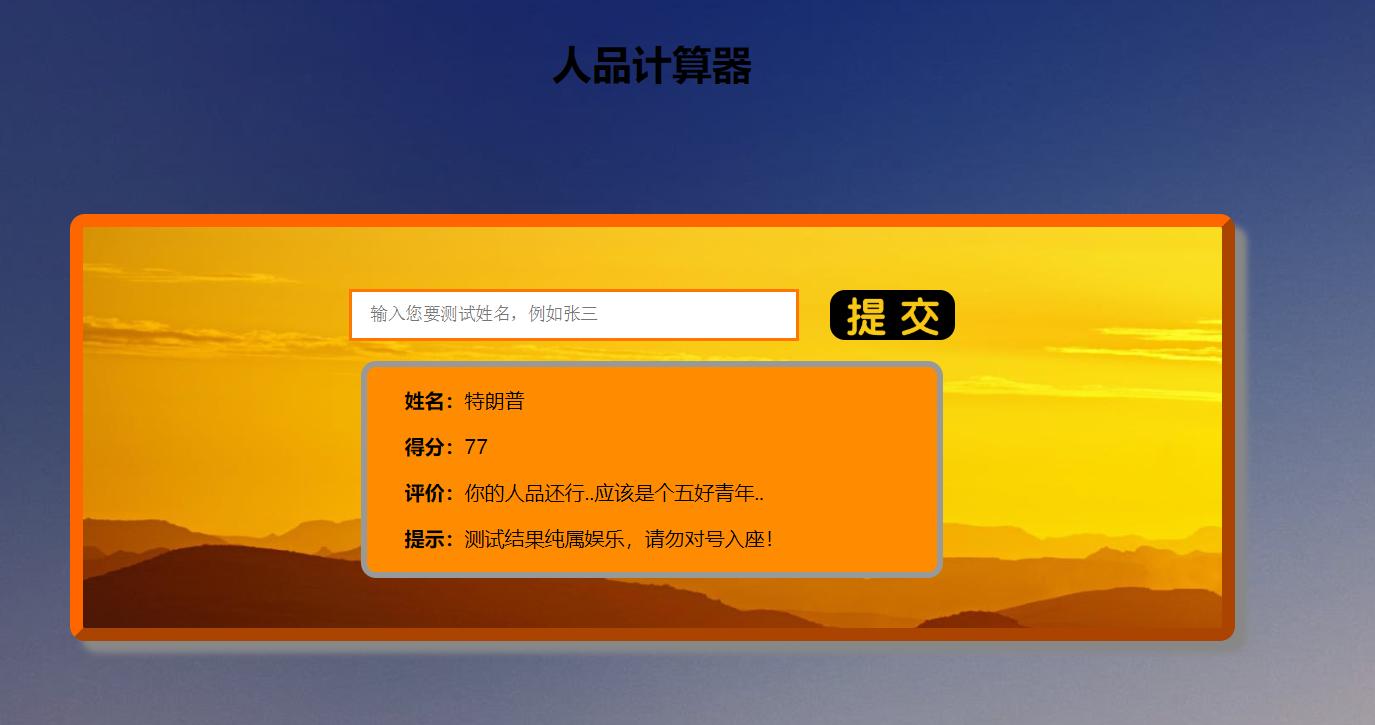 人品计算器
输入您要测试姓名，例如张三
提 交
姓名：特朗普
得分：77
评价：你的人品还行..应该是个五好青年..
提示：测试结果纯属娱乐，请勿对号入座！